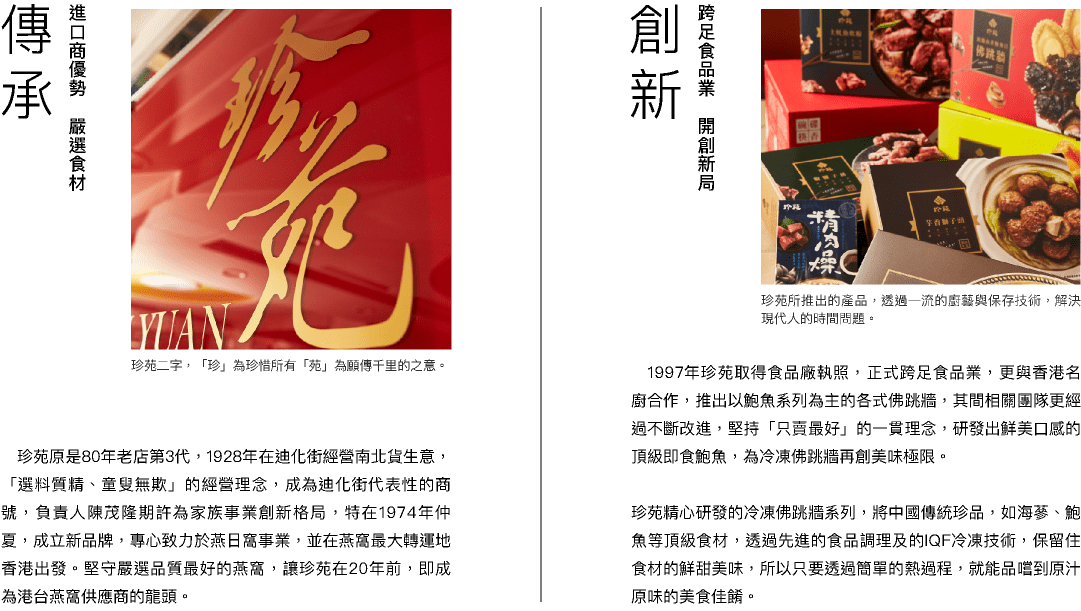 傳承
進口商優勢　嚴選食材
珍苑
YUAN
珍苑二字，「珍」為珍惜所有「苑」為願傳千里的之意。
珍苑原是80年老店第3代，1928年在迪化街經營南北貨生意，
「選料質精、童叟無欺」的經營理念，成為迪化街代表性的商
號，負責人陳茂隆期許為家族事業創新格局，特在1974年仲
夏，成立新品牌，專心致力於燕日窩事業，並在燕窩最大轉運地
香港出發。堅守嚴選品質最好的燕窩，讓珍苑在20年前，即成
為港台燕窩供應商的龍頭。
創新
跨足食品業　開創新局
佛跳牆
珍苑
芋香獅子頭
珍苑
精肉燥
珍苑所推出的產品，透過一流的廚藝與保存技術，解決
現代人的時間問題。
1997年珍苑取得食品廠執照，正式跨足食品業，更與香港名
廚合作，推出以鮑魚系列為主的各式佛跳牆，其間相關團隊更經
過不斷改進，堅持「只賣最好」的一貫理念，研發出鮮美口感的
頂級即食鮑魚，為冷凍佛跳牆再創美味極限。
珍苑精心研發的冷凍佛跳牆系列，將中國傳統珍品，如海蔘、鮑
魚等頂級食材，透過先進的食品調理及的IQF冷凍技術，保留住
食材的鮮甜美味，所以只要透過簡單的熱過程，就能品嚐到原汁
原味的美食佳餚。